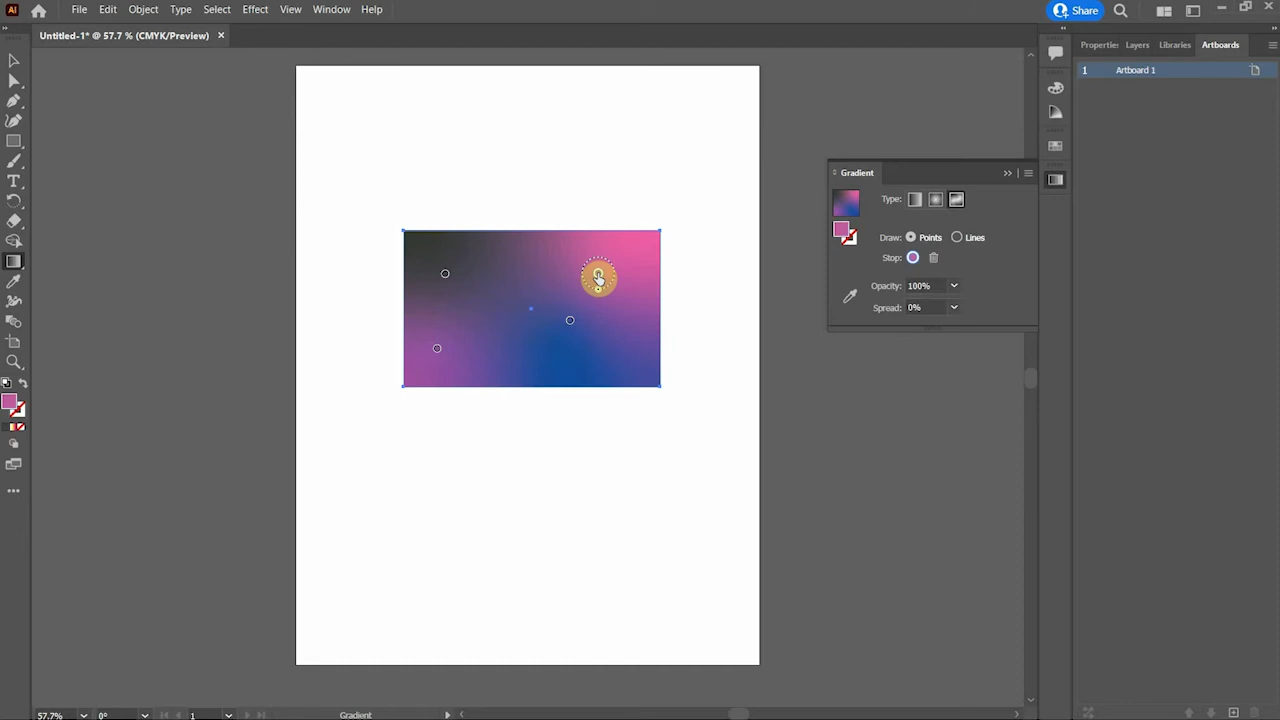 Ai File Edit Object Type Select Effect View Window Help Share
Untitled-1* @ 57.7 % (CMYK/Preview) ×
Properties Layers Libraries Artboards
1 Artboard 1
Gradient
Type:
Draw: Points Lines
Stop:
Opacity: 100%
Spread: 0%
57.7% 0° 1 Gradient